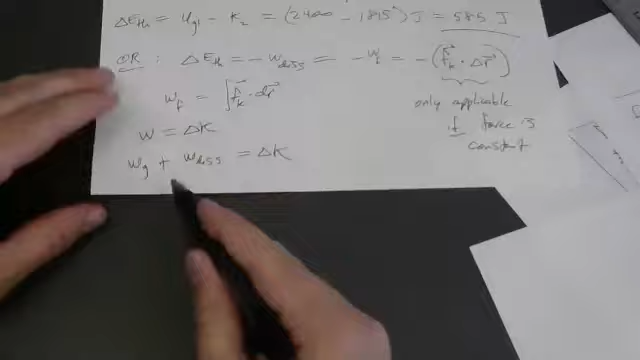 ΔE_th = U_g1 - K_2 = (2400 - 1815) J = 585 J
OR : ΔE_th = - W_diss = - W_f = - (f_k · Δr)
W_f = ∫ f_k · dr
only applicable
if force is
constant
W = ΔK
W_g + W_diss = ΔK